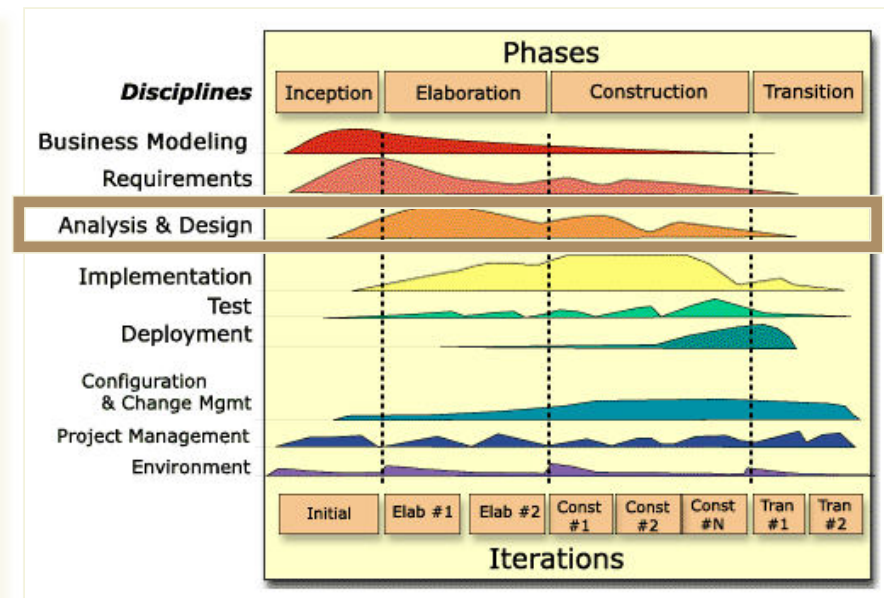 Phases
Disciplines
Inception
Elaboration
Construction
Transition
Business Modeling
Requirements
Analysis & Design
Implementation
Test
Deployment
Configuration
& Change Mgmt
Project Management
Environment
Initial
Elab #1
Elab #2
Const
#1
Const
#2
Const
#N
Tran
#1
Tran
#2
Iterations